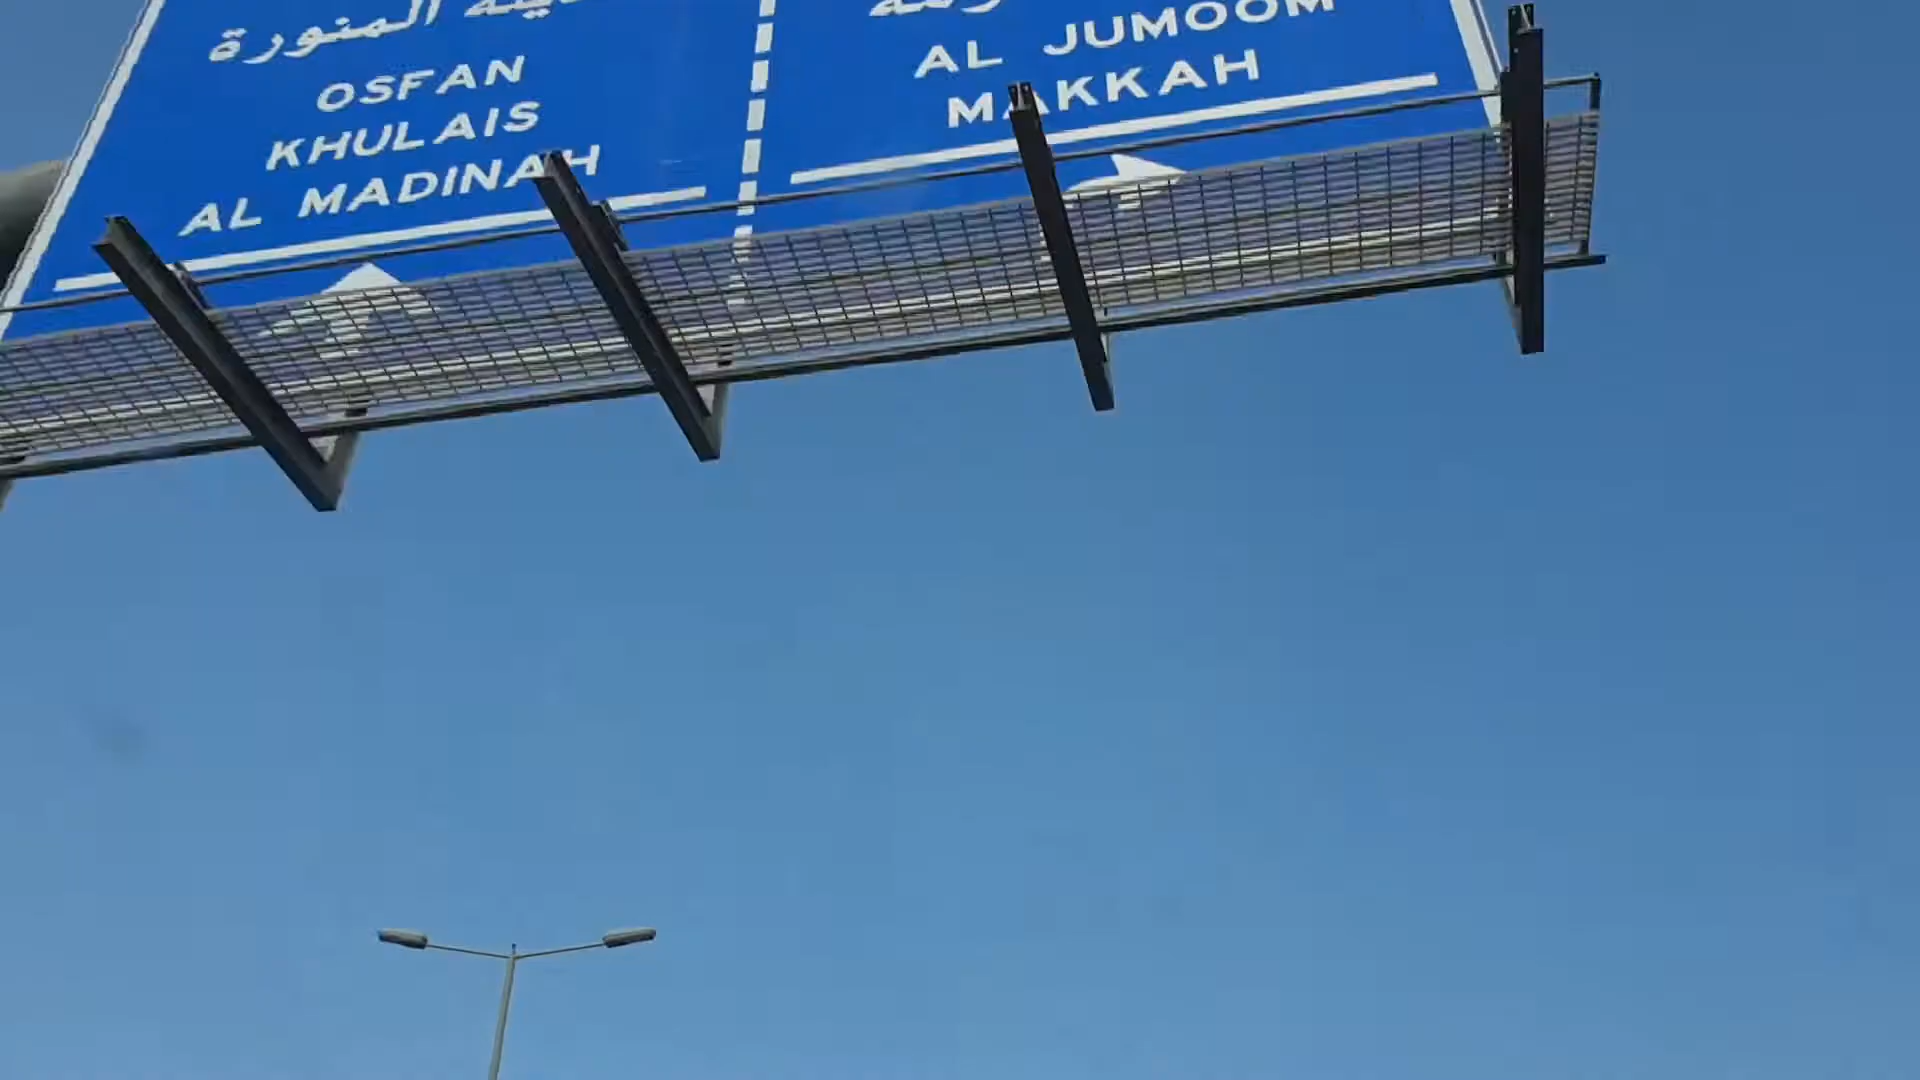 المنورة
OSFAN
KHULAIS
AL MADINAH
AL JUMOOM
MAKKAH